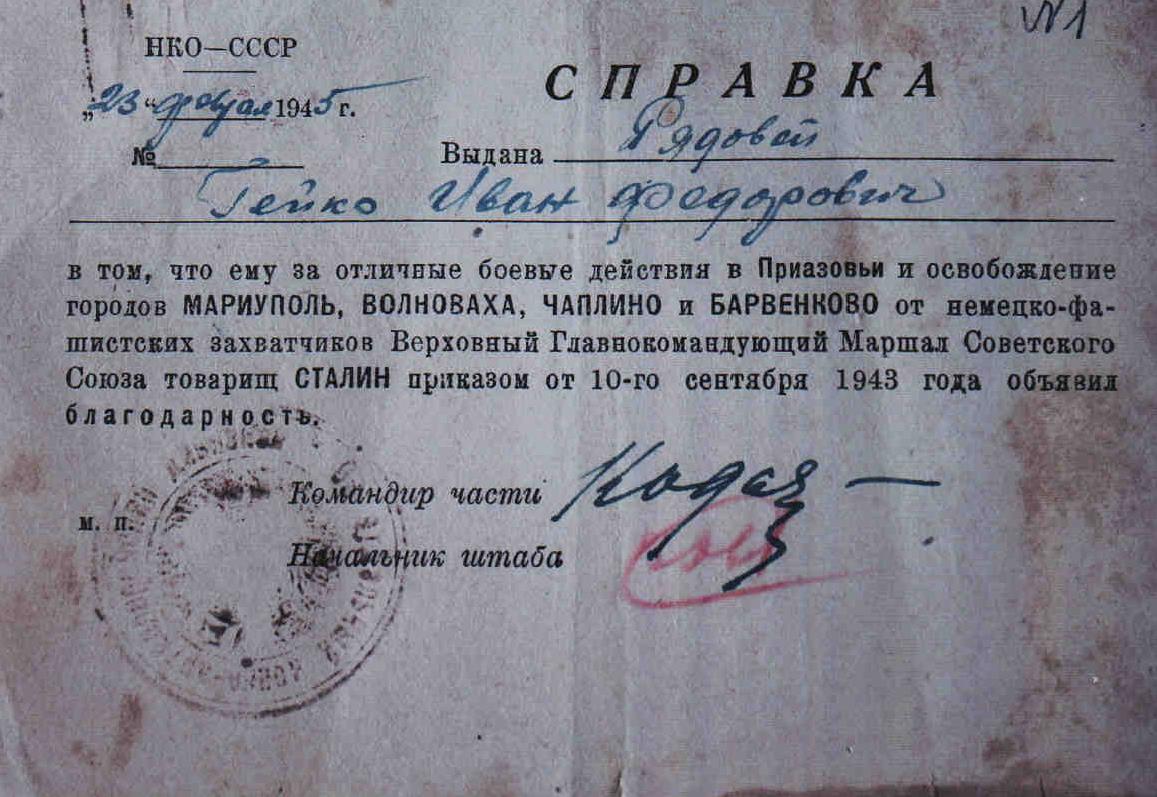 №1
НКО—СССР
СПРАВКА
„23“ февраля 1945 г.
№
Выдана Рядовой
Гейко Иван Федорович
в том, что ему за отличные боевые действия в Приазовьи и освобождение
городов МАРИУПОЛЬ, ВОЛНОВАХА, ЧАПЛИНО и БАРВЕНКОВО от немецко-фа-
шистских захватчиков Верховный Главнокомандующий Маршал Советского
Союза товарищ СТАЛИН приказом от 10-го сентября 1943 года объявил
благодарность.
Командир части
м. п.
Начальник штаба